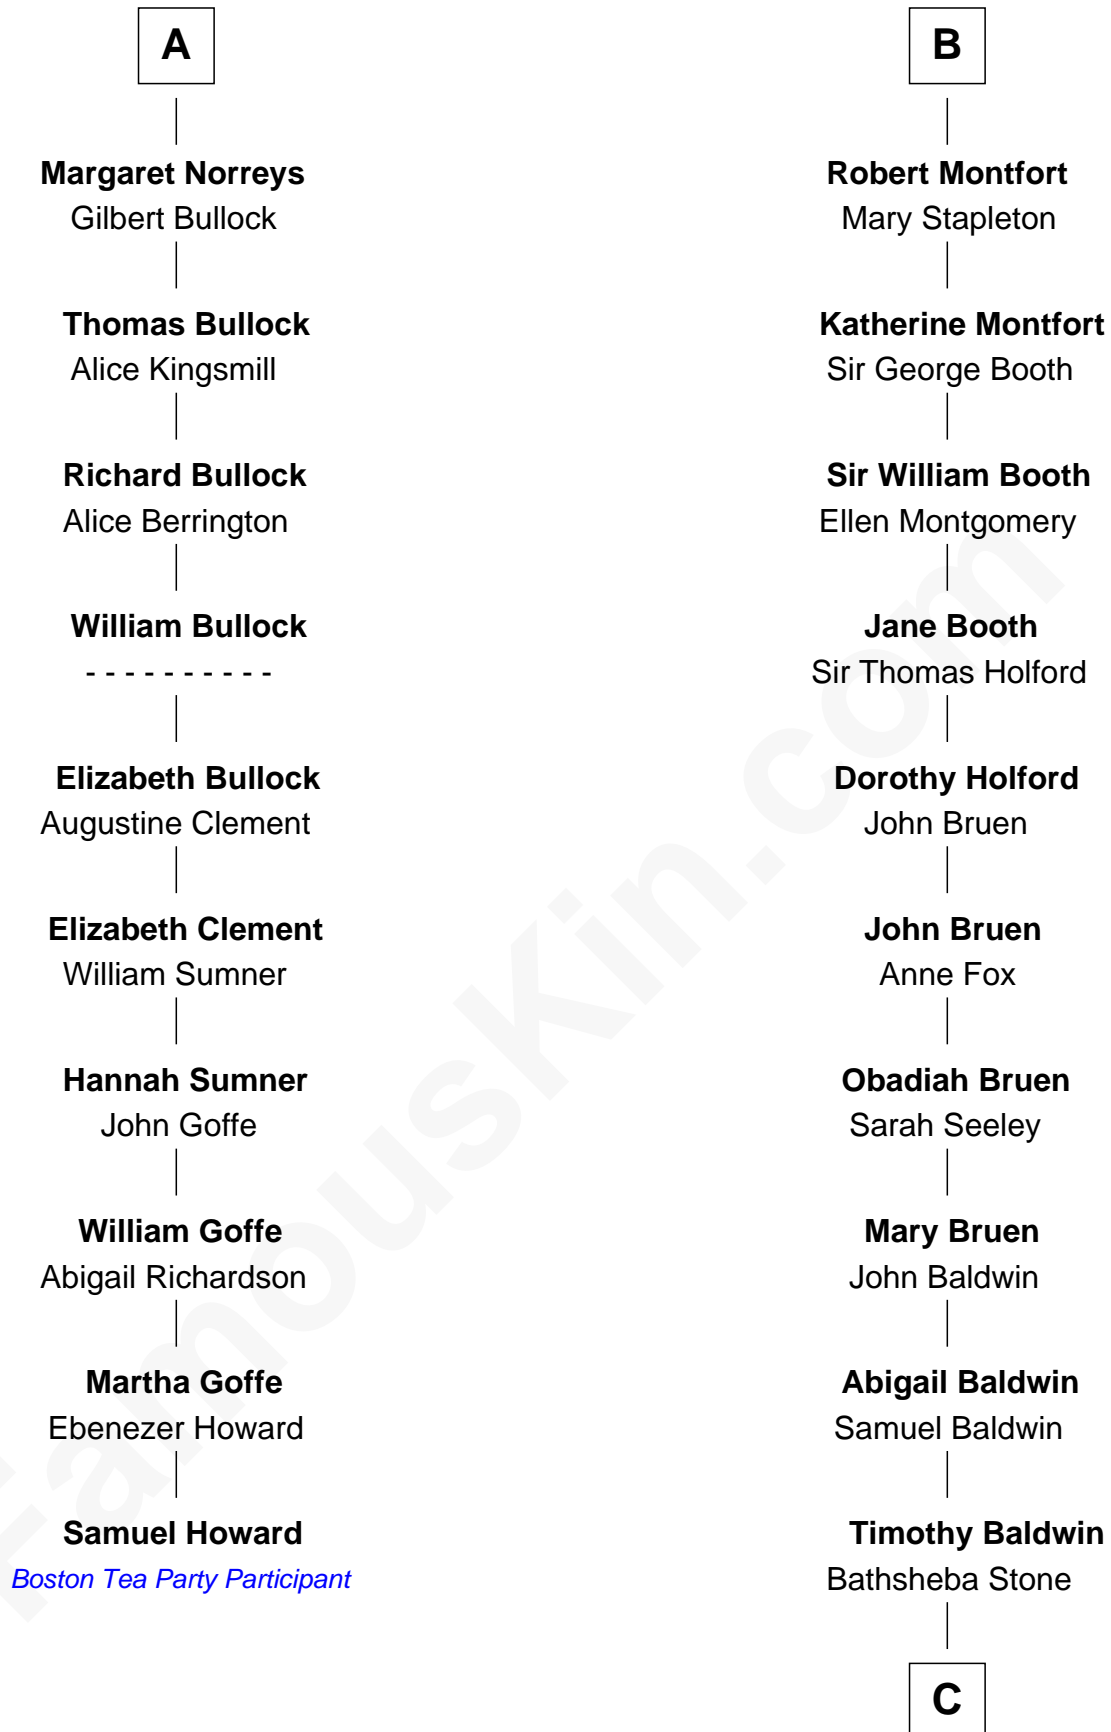 A
Margaret Norreys
Gilbert Bullock
Thomas Bullock
Alice Kingsmill
Richard Bullock
Alice Berrington
William Bullock
- - - - - - - - - -
Elizabeth Bullock
Augustine Clement
Elizabeth Clement
William Sumner
Hannah Sumner
John Goffe
William Goffe
Abigail Richardson
Martha Goffe
Ebenezer Howard
Samuel Howard
Boston Tea Party Participant
B
Robert Montfort
Mary Stapleton
Katherine Montfort
Sir George Booth
Sir William Booth
Ellen Montgomery
Jane Booth
Sir Thomas Holford
Dorothy Holford
John Bruen
John Bruen
Anne Fox
Obadiah Bruen
Sarah Seeley
Mary Bruen
John Baldwin
Abigail Baldwin
Samuel Baldwin
Timothy Baldwin
Bathsheba Stone
C
FamousKin.com